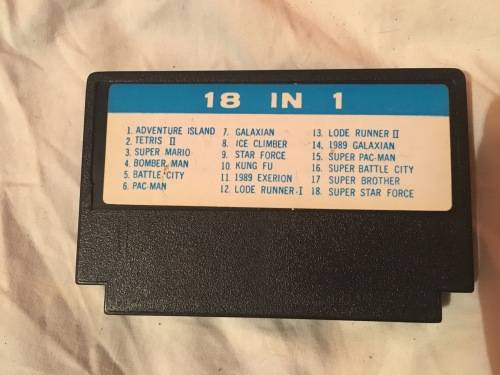 18 IN 1
1. ADVENTURE ISLAND
2. TETRIS II
3. SUPER MARIO
4. BOMBER MAN
5. BATTLE CITY
6. PAC-MAN
7. GALAXIAN
8. ICE CLIMBER
9. STAR FORCE
10. KUNG FU
11. 1989 EXERION
12. LODE RUNNER-I
13. LODE RUNNER II
14. 1989 GALAXIAN
15. SUPER PAC-MAN
16. SUPER BATTLE CITY
17 SUPER BROTHER
18. SUPER STAR FORCE